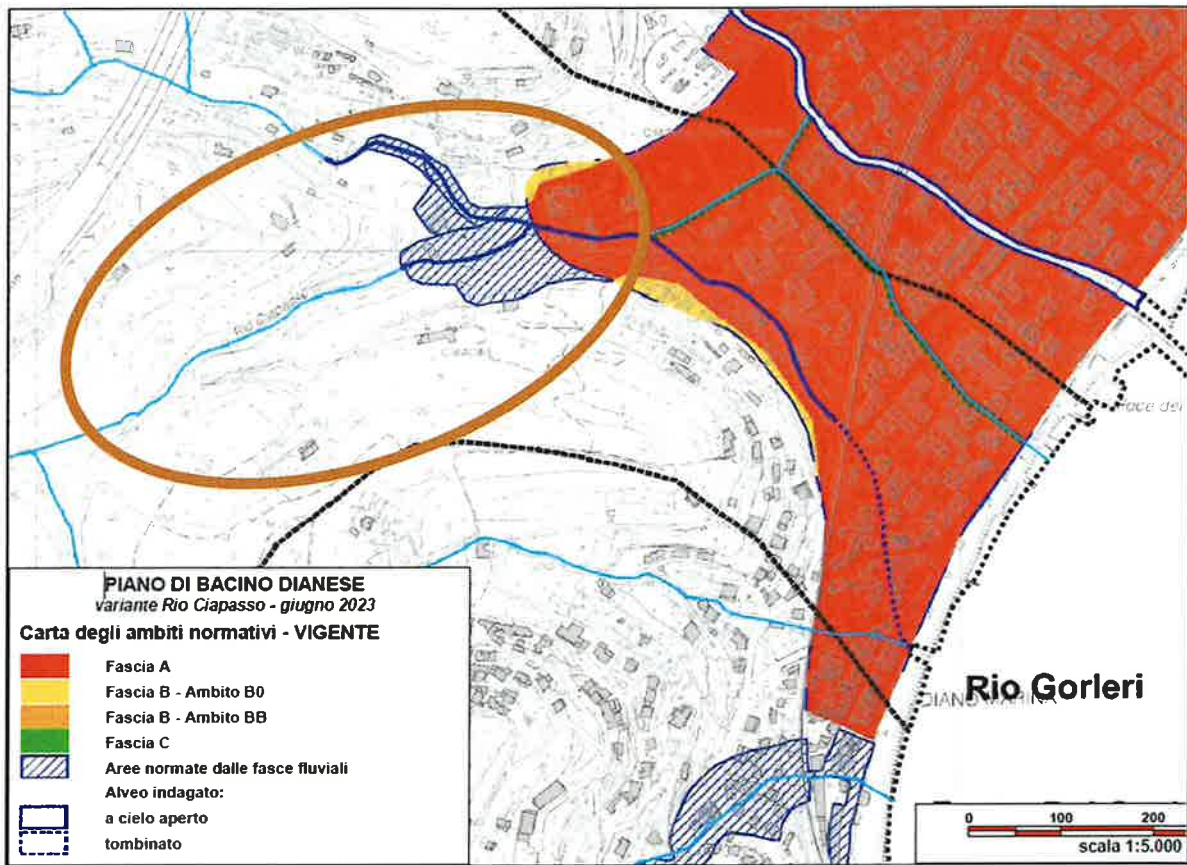 Rio Ciapasso
PIANO DI BACINO DIANESE
variante Rio Ciapasso - giugno 2023
Carta degli ambiti normativi - VIGENTE
Fascia A
Fascia B - Ambito B0
Fascia B - Ambito BB
Fascia C
Aree normate dalle fasce fluviali
Alveo indagato:
a cielo aperto
tombinato
Rio Gorleri
DIANO MARINA
0 100 200
scala 1:5.000